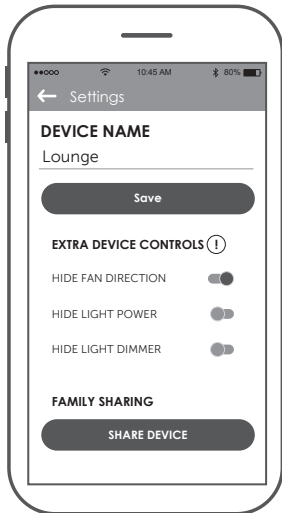 10:45 AM 80%
Settings
DEVICE NAME
Lounge
Save
EXTRA DEVICE CONTROLS !
HIDE FAN DIRECTION
HIDE LIGHT POWER
HIDE LIGHT DIMMER
FAMILY SHARING
SHARE DEVICE